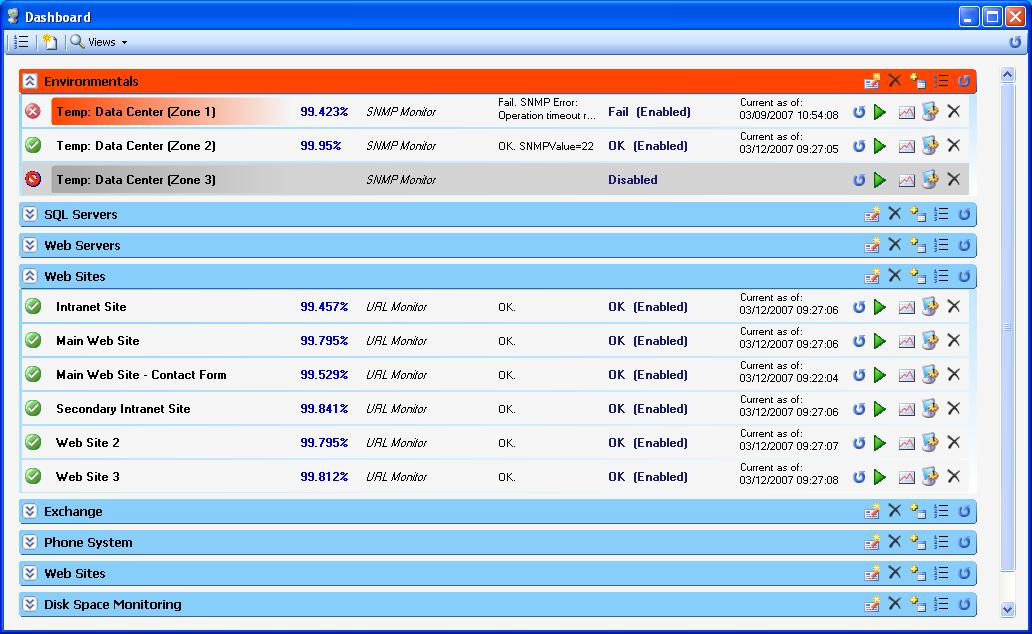 Dashboard
Views
Environmentals
Temp: Data Center (Zone 1) 99.423% SNMP Monitor Fail. SNMP Error: Operation timeout r... Fail (Enabled) Current as of: 03/09/2007 10:54:08
Temp: Data Center (Zone 2) 99.95% SNMP Monitor OK. SNMPValue=22 OK (Enabled) Current as of: 03/12/2007 09:27:05
Temp: Data Center (Zone 3) SNMP Monitor Disabled
SQL Servers
Web Servers
Web Sites
Intranet Site 99.457% URL Monitor OK. OK (Enabled) Current as of: 03/12/2007 09:27:06
Main Web Site 99.795% URL Monitor OK. OK (Enabled) Current as of: 03/12/2007 09:27:06
Main Web Site - Contact Form 99.529% URL Monitor OK. OK (Enabled) Current as of: 03/12/2007 09:22:04
Secondary Intranet Site 99.841% URL Monitor OK. OK (Enabled) Current as of: 03/12/2007 09:27:06
Web Site 2 99.795% URL Monitor OK. OK (Enabled) Current as of: 03/12/2007 09:27:07
Web Site 3 99.812% URL Monitor OK. OK (Enabled) Current as of: 03/12/2007 09:27:08
Exchange
Phone System
Web Sites
Disk Space Monitoring